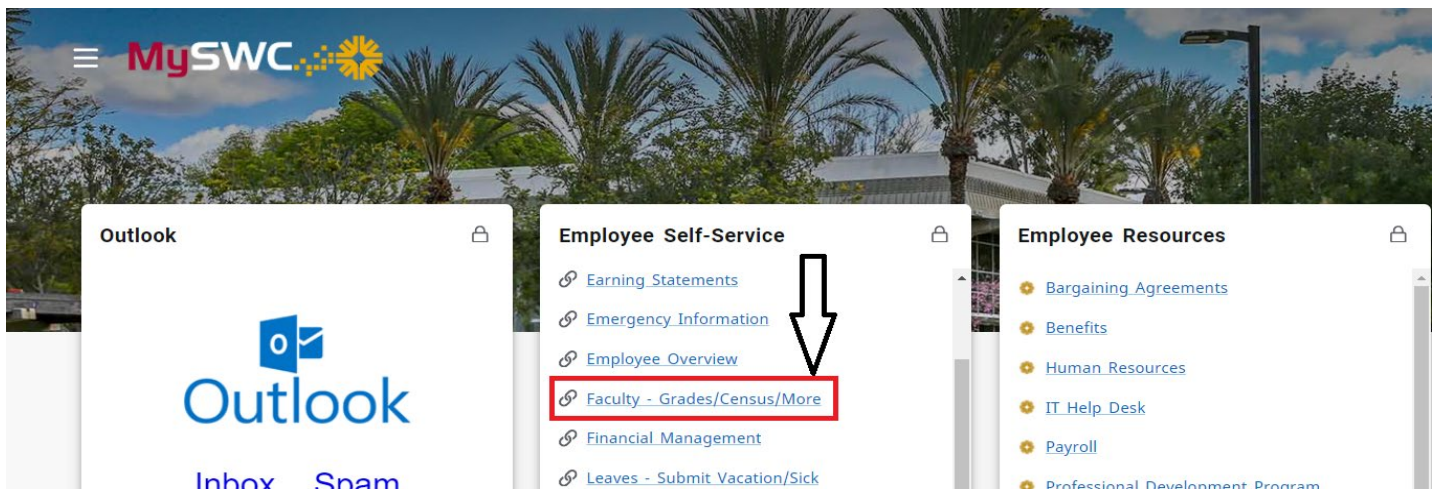 MySWC
Outlook
O
Outlook
Inbox Spam
Employee Self-Service
Earning Statements
Emergency Information
Employee Overview
Faculty - Grades/Census/More
Financial Management
Leaves - Submit Vacation/Sick
Employee Resources
Bargaining Agreements
Benefits
Human Resources
IT Help Desk
Payroll
Professional Development Program